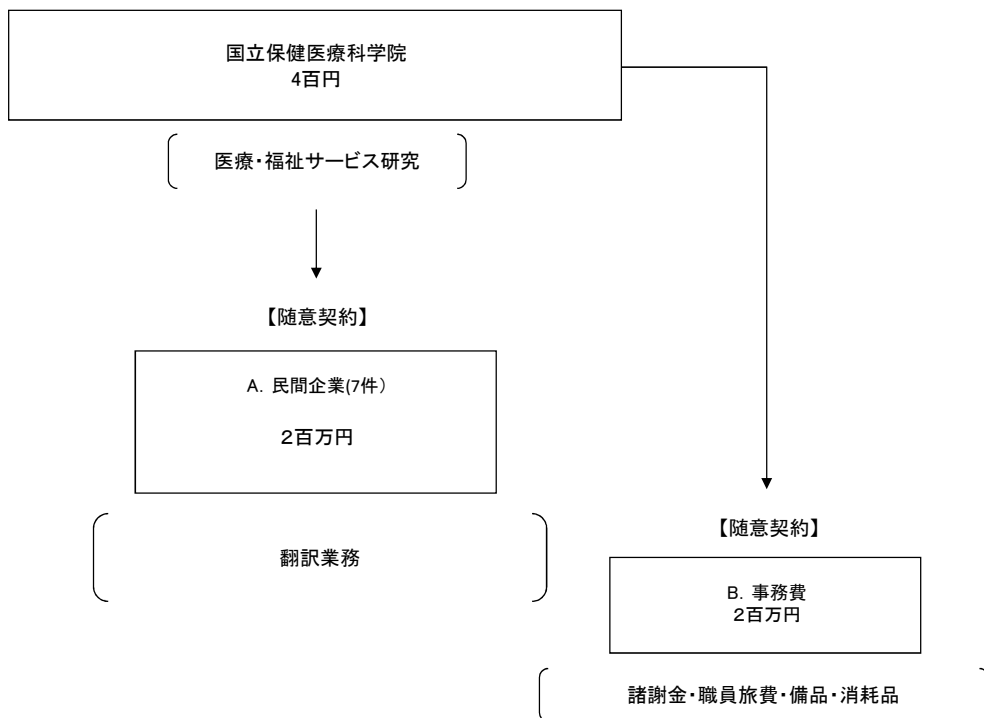 国立保健医療科学院
4百円
医療・福祉サービス研究
【随意契約】
A. 民間企業(7件）
２百万円
翻訳業務
【随意契約】
B. 事務費
２百万円
諸謝金・職員旅費・備品・消耗品